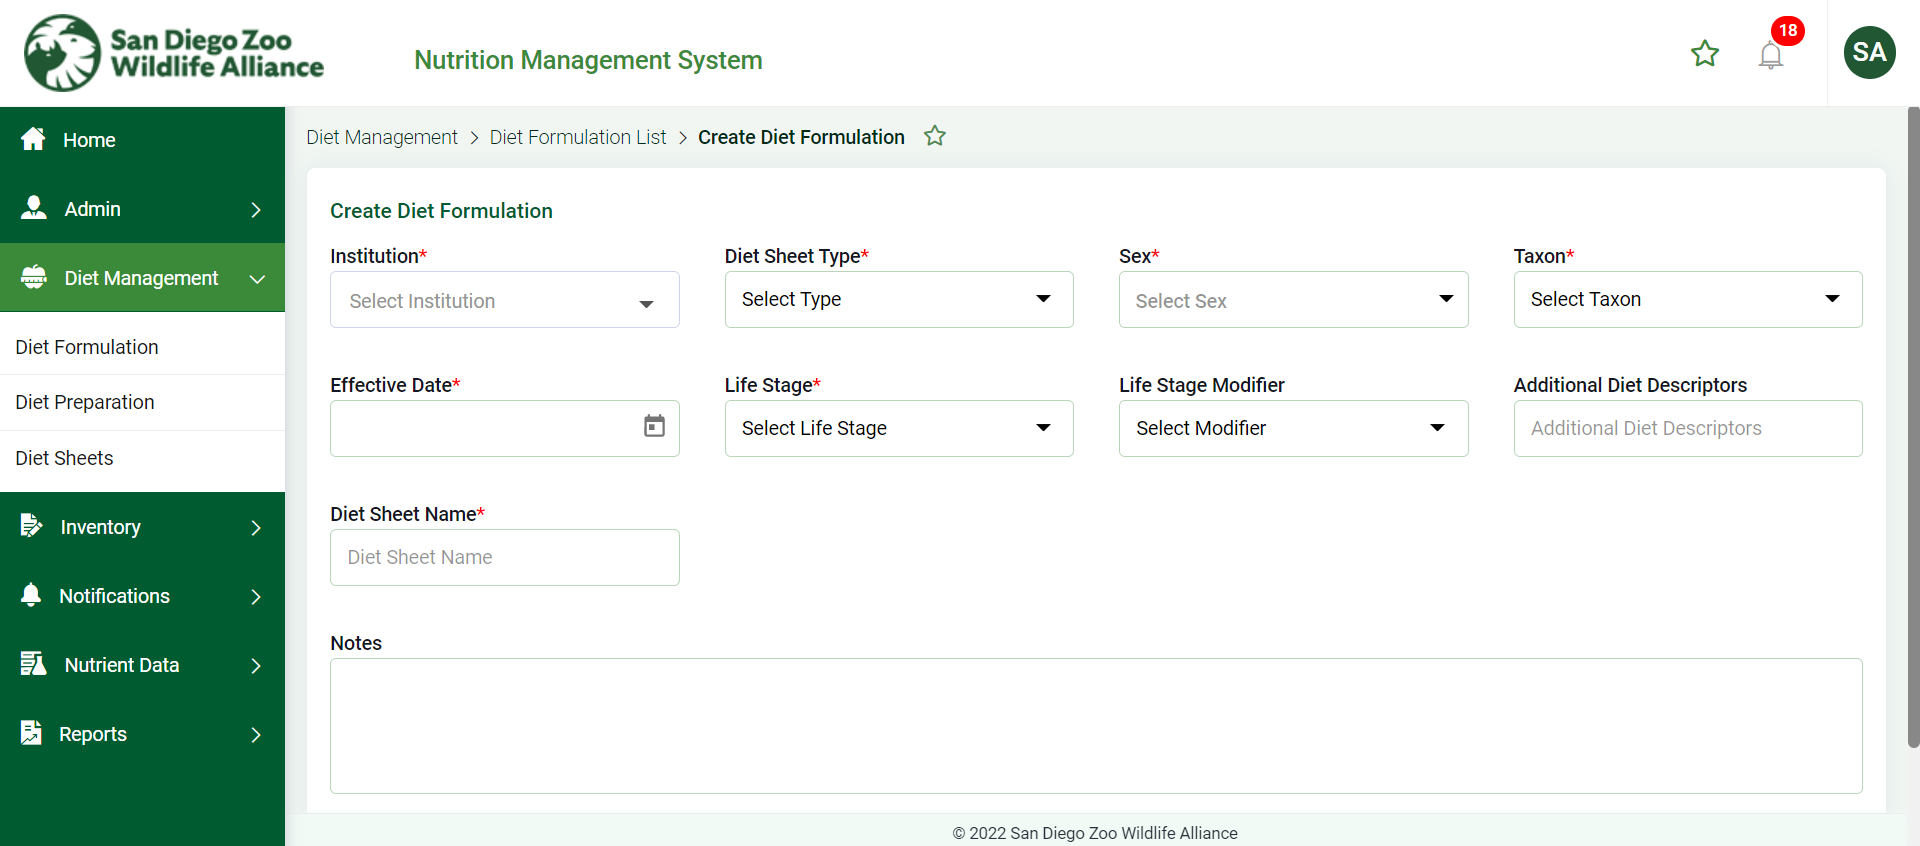 San Diego Zoo
Wildlife Alliance
Nutrition Management System
18
SA
Home
Admin
Diet Management
Diet Formulation
Diet Preparation
Diet Sheets
Inventory
Notifications
Nutrient Data
Reports
Diet Management > Diet Formulation List > Create Diet Formulation
Create Diet Formulation
Institution* Diet Sheet Type* Sex* Taxon*
Select Institution Select Type Select Sex Select Taxon
Effective Date* Life Stage* Life Stage Modifier Additional Diet Descriptors
Select Life Stage Select Modifier Additional Diet Descriptors
Diet Sheet Name*
Diet Sheet Name
Notes
© 2022 San Diego Zoo Wildlife Alliance